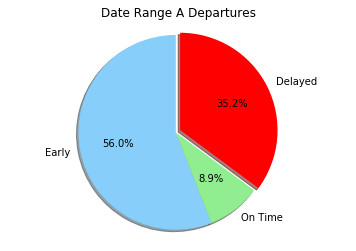 Date Range A Departures
Delayed
35.2%
56.0%
Early
8.9%
On Time